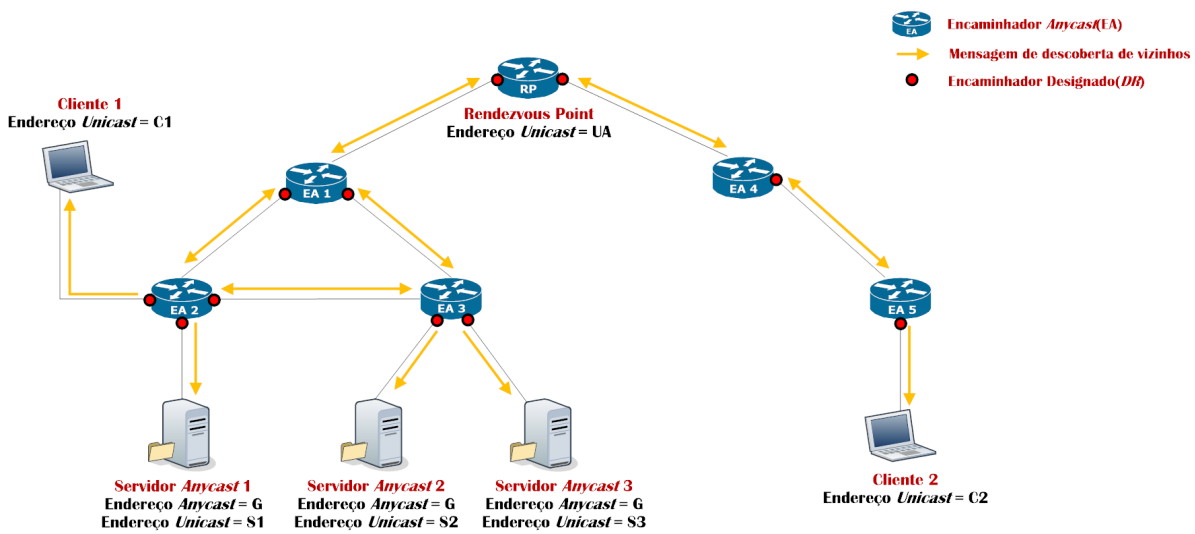 EA
Encaminhador Anycast(EA)
Mensagem de descoberta de vizinhos
Encaminhador Designado(DR)
RP
Rendezvous Point
Endereço Unicast = UA
Cliente 1
Endereço Unicast = C1
EA 1
EA 4
EA 2
EA 3
EA 5
Servidor Anycast 1
Endereço Anycast = G
Endereço Unicast = S1
Servidor Anycast 2
Endereço Anycast = G
Endereço Unicast = S2
Servidor Anycast 3
Endereço Anycast = G
Endereço Unicast = S3
Cliente 2
Endereço Unicast = C2